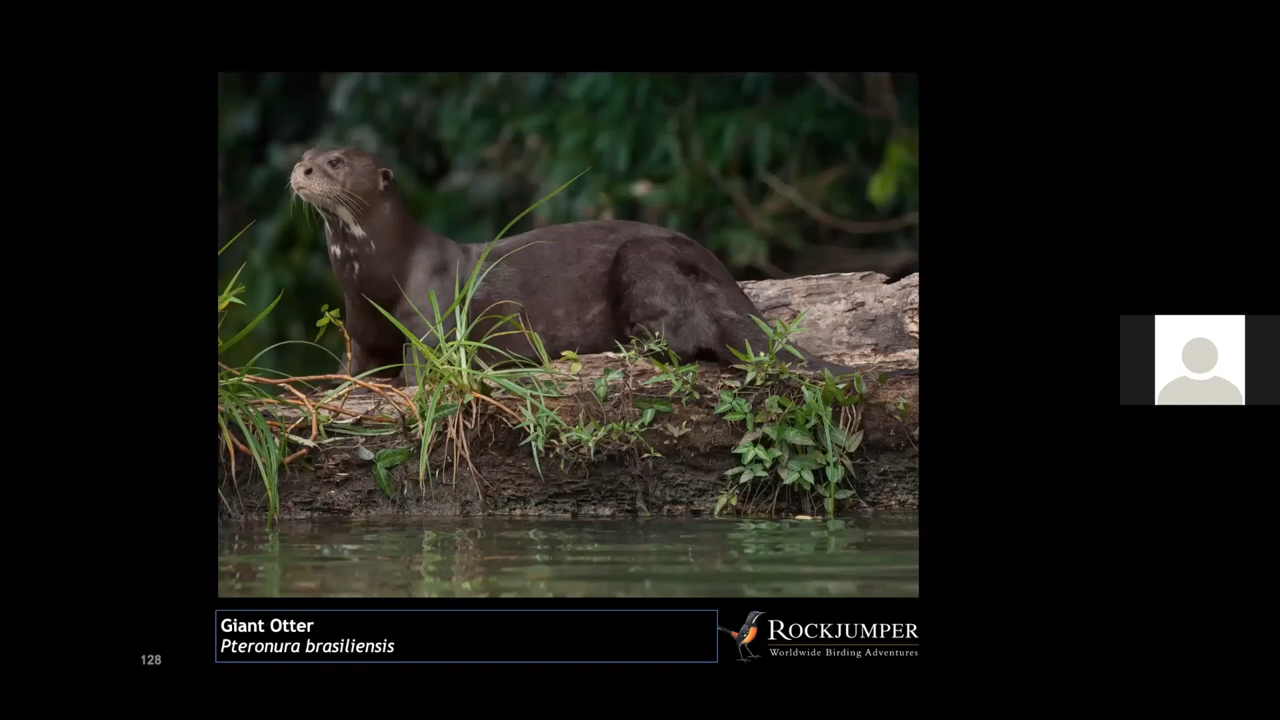 Giant Otter
Pteronura brasiliensis
ROCKJUMPER
Worldwide Birding Adventures
128